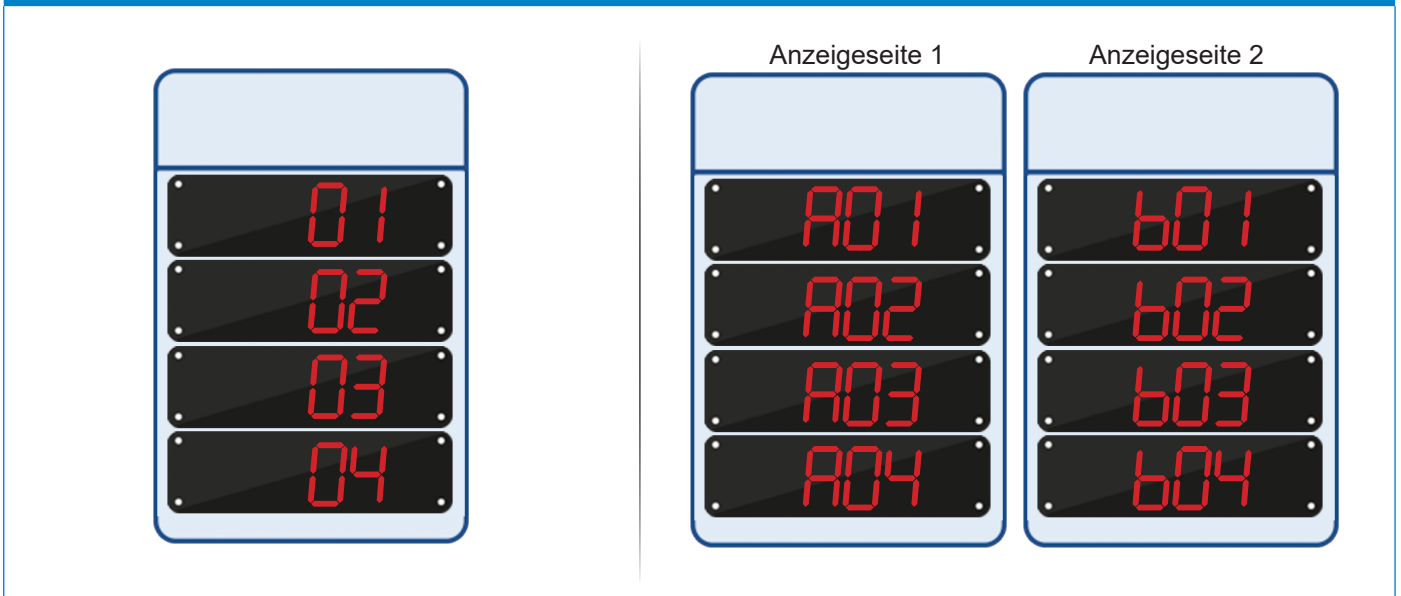 01
02
03
04
Anzeigeseite 1
A01
A02
A03
A04
Anzeigeseite 2
b01
b02
b03
b04